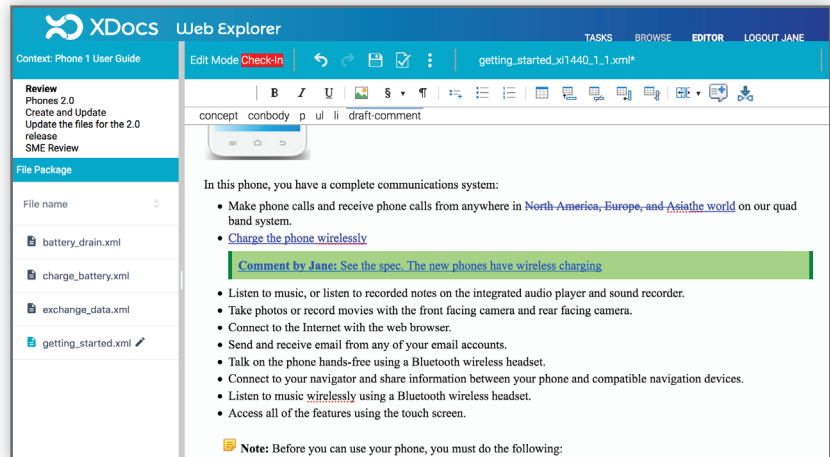 XDocs Web Explorer
TASKS BROWSE EDITOR LOGOUT JANE
Context: Phone 1 User Guide
Edit Mode Check-In
getting_started_xi1440_1_1.xml*
Review
Phones 2.0
Create and Update
Update the files for the 2.0
release
SME Review
File Package
File name
battery_drain.xml
charge_battery.xml
exchange_data.xml
getting_started.xml
B I U § ¶
concept conbody p ul li draft-comment
In this phone, you have a complete communications system:
• Make phone calls and receive phone calls from anywhere in North America, Europe, and Asiathe world on our quad
band system.
• Charge the phone wirelessly
Comment by Jane: See the spec. The new phones have wireless charging
• Listen to music, or listen to recorded notes on the integrated audio player and sound recorder.
• Take photos or record movies with the front facing camera and rear facing camera.
• Connect to the Internet with the web browser.
• Send and receive email from any of your email accounts.
• Talk on the phone hands-free using a Bluetooth wireless headset.
• Connect to your navigator and share information between your phone and compatible navigation devices.
• Listen to music wirelessly using a Bluetooth wireless headset.
• Access all of the features using the touch screen.
Note: Before you can use your phone, you must do the following: